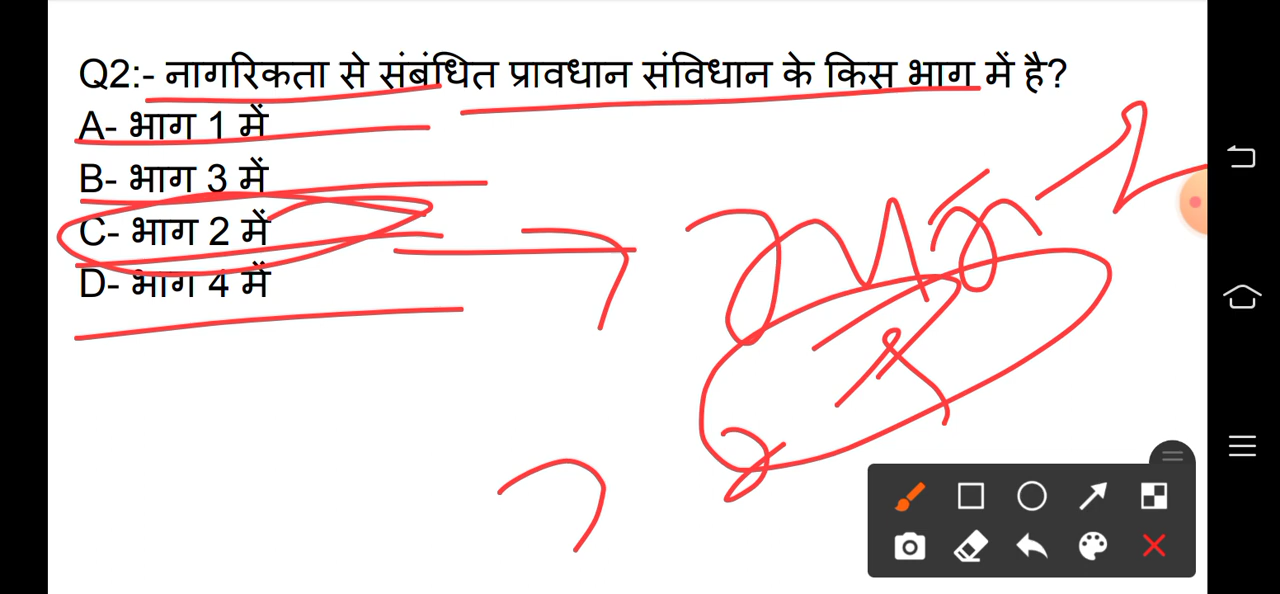 Q2:- नागरिकता से संबंधित प्रावधान संविधान के किस भाग में है?
A- भाग 1 में
B- भाग 3 में
C- भाग 2 में
D- भाग 4 में